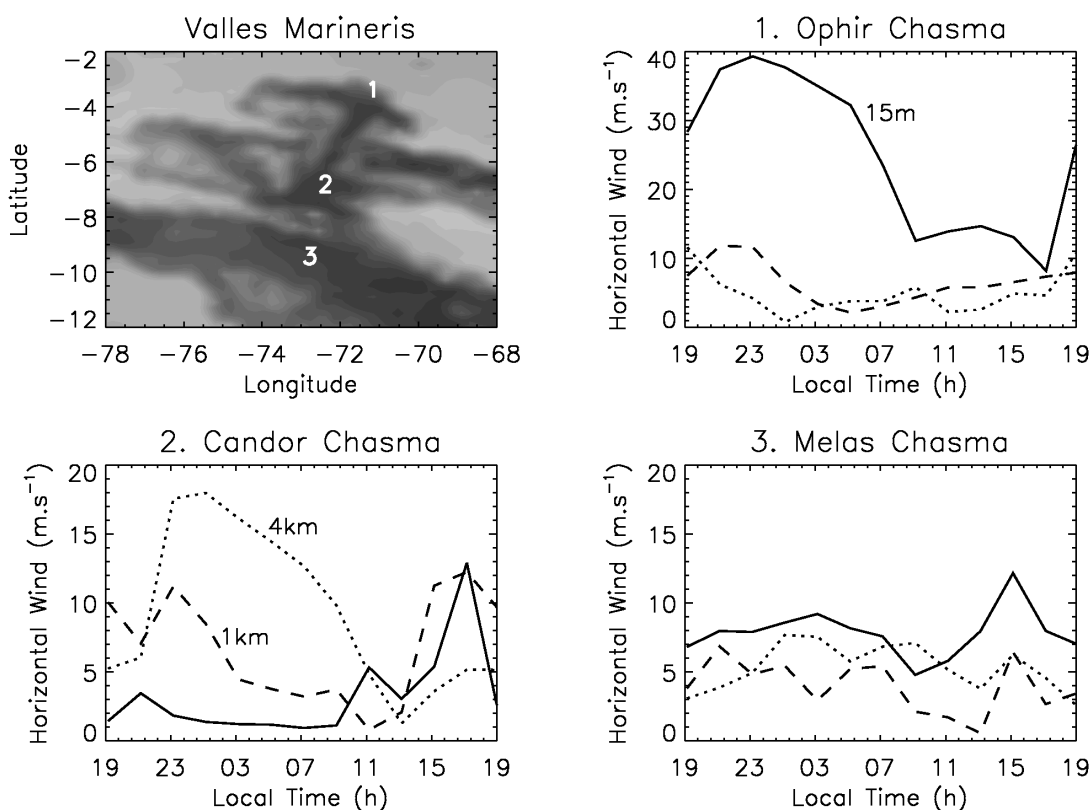 Valles Marineris
−2
−4
−6
−8
−10
−12
Latitude
1
2
3
−78 −76 −74 −72 −70 −68
Longitude
1. Ophir Chasma
40
30
20
10
0
Horizontal Wind (m.s⁻¹)
15m
19 23 03 07 11 15 19
Local Time (h)
2. Candor Chasma
20
15
10
5
0
Horizontal Wind (m.s⁻¹)
4km
1km
19 23 03 07 11 15 19
Local Time (h)
3. Melas Chasma
20
15
10
5
0
Horizontal Wind (m.s⁻¹)
19 23 03 07 11 15 19
Local Time (h)